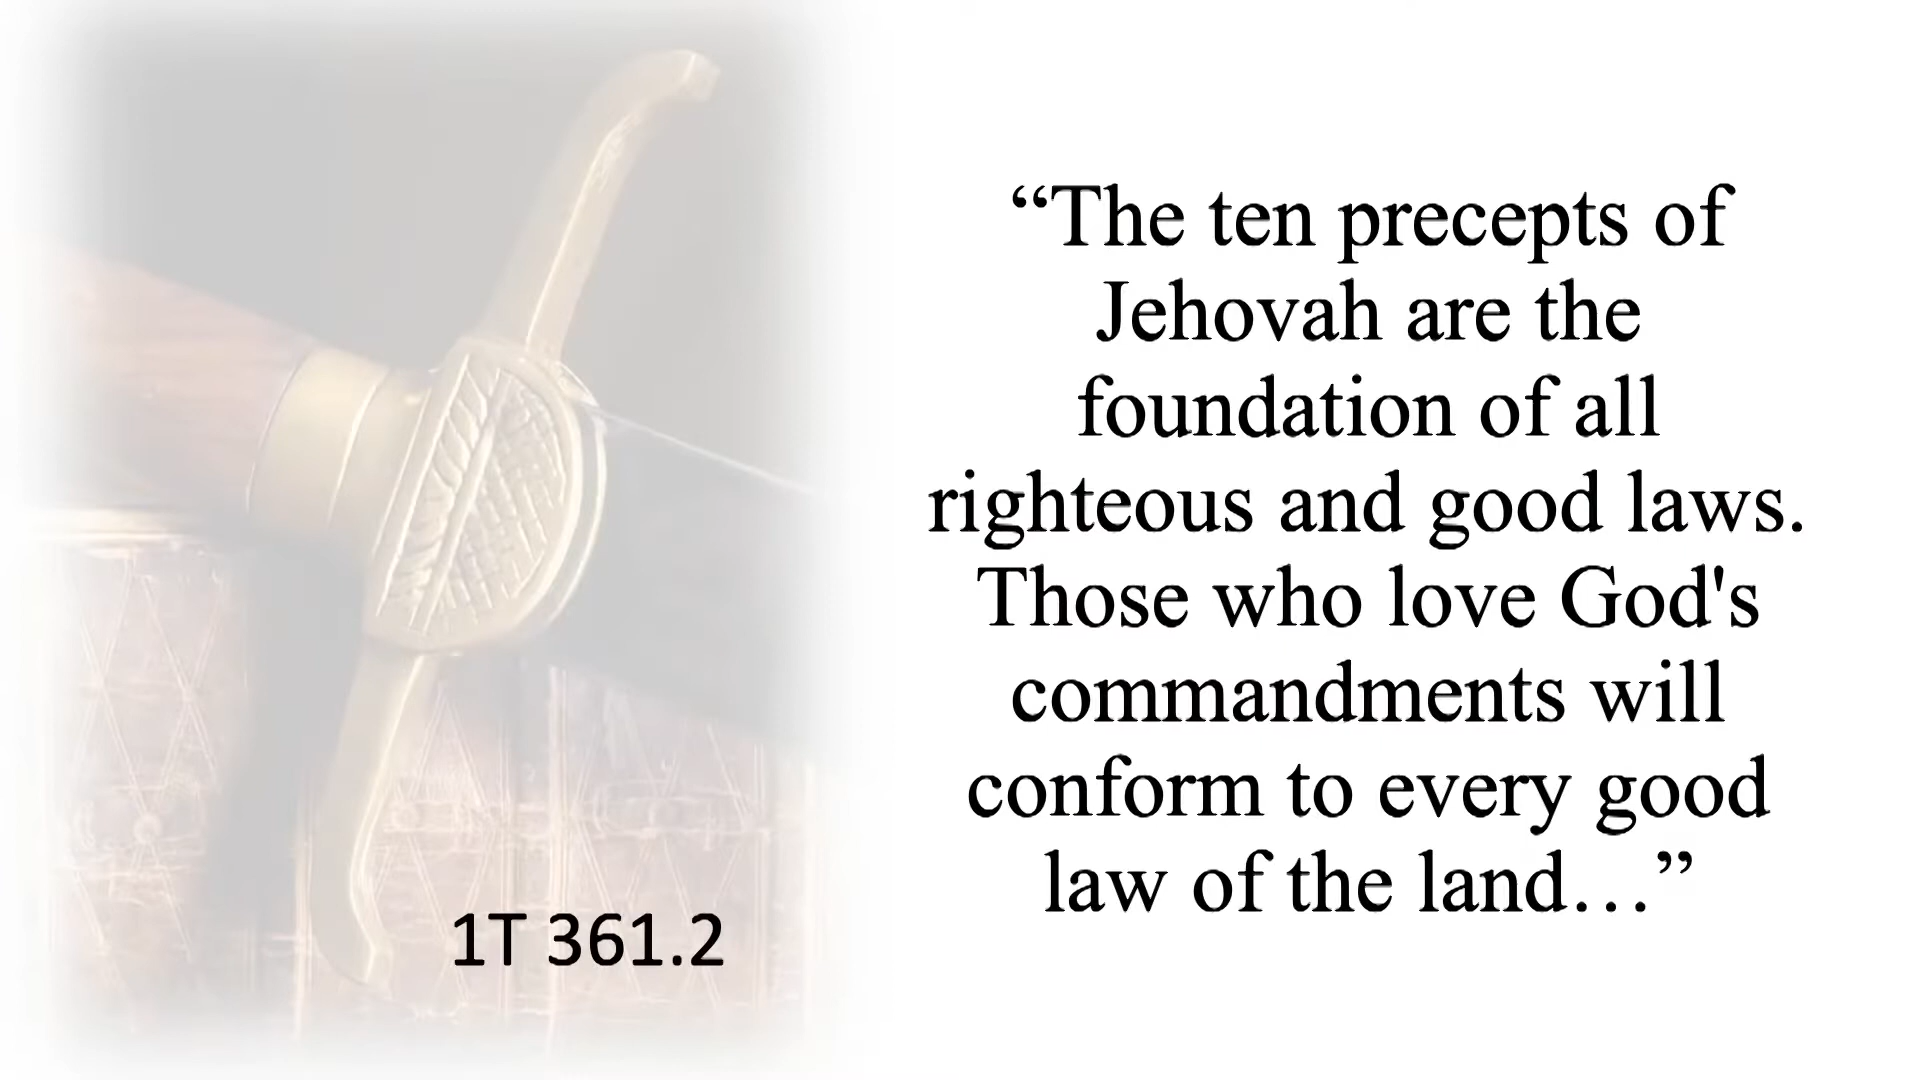 “The ten precepts of
Jehovah are the
foundation of all
righteous and good laws.
Those who love God's
commandments will
conform to every good
law of the land…”
1T 361.2